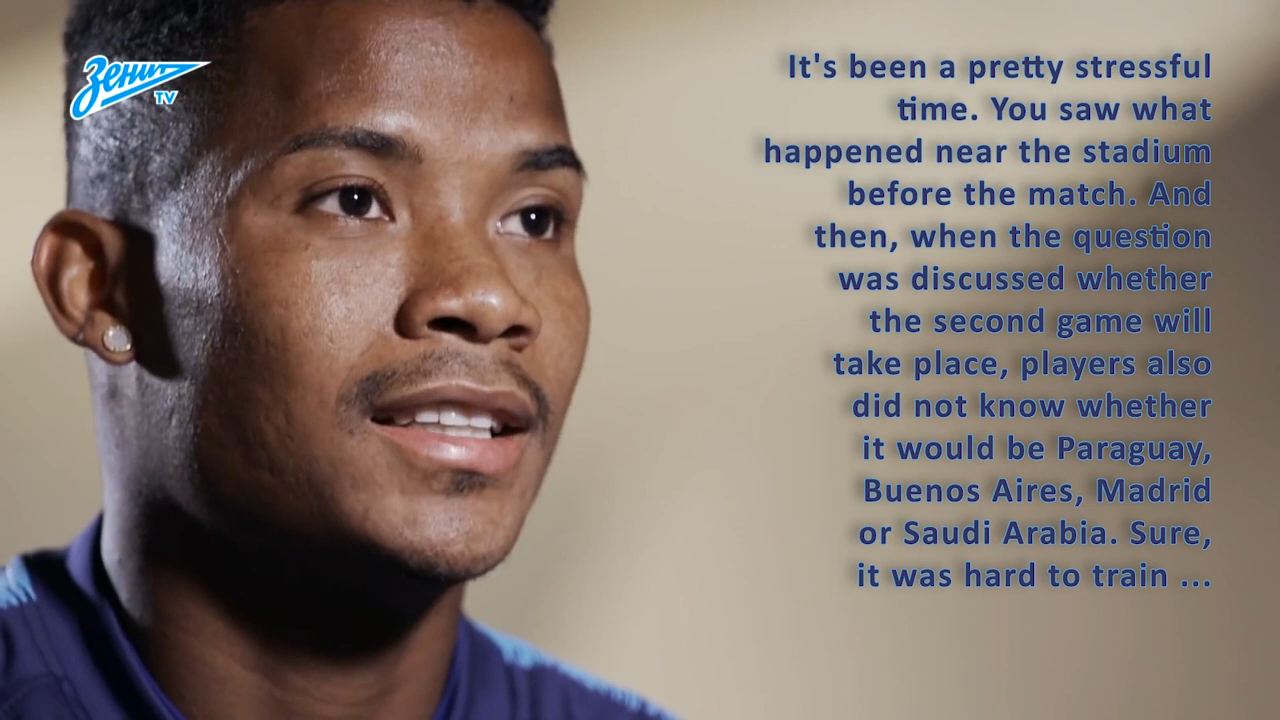 Зенит
TV
It's been a pretty stressful
time. You saw what
happened near the stadium
before the match. And
then, when the question
was discussed whether
the second game will
take place, players also
did not know whether
it would be Paraguay,
Buenos Aires, Madrid
or Saudi Arabia. Sure,
it was hard to train ...